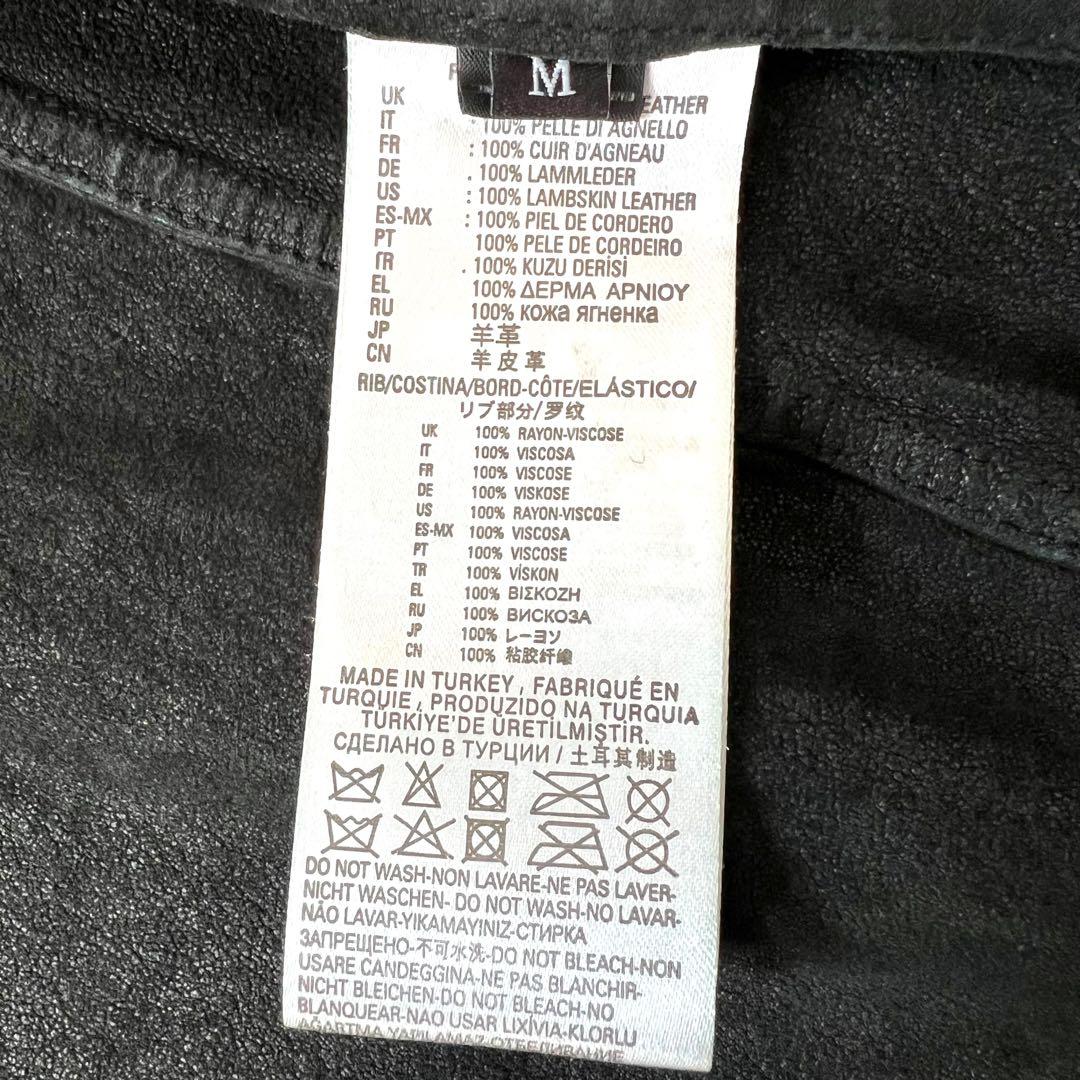 M
UK EATHER
IT : 100% PELLE DI AGNELLO
FR : 100% CUIR D'AGNEAU
DE . 100% LAMMLEDER
US : 100% LAMBSKIN LEATHER
ES-MX : 100% PIEL DE CORDERO
PT 100% PELE DE CORDEIRO
TR . 100% KUZU DERİSİ
EL 100% ΔΕΡΜΑ ΑΡΝΙΟΥ
RU 100% кожа ягненка
JP 羊革
CN 羊皮革
RIB/COSTINA/BORD-CÔTE/ELÁSTICO/
リブ部分/罗纹
UK 100% RAYON-VISCOSE
IT 100% VISCOSA
FR 100% VISCOSE
DE 100% VISKOSE
US 100% RAYON-VISCOSE
ES-MX 100% VISCOSA
PT 100% VISCOSE
TR 100% VİSKON
EL 100% ΒΙΣΚΟΖΗ
RU 100% ВИСКОЗА
JP 100% レーヨン
CN 100% 粘胶纤维
MADE IN TURKEY, FABRIQUÉ EN
TURQUIE, PRODUZIDO NA TURQUIA
TÜRKİYE'DE ÜRETİLMİŞTİR.
СДЕЛАНО В ТУРЦИИ / 土耳其制造
DO NOT WASH-NON LAVARE-NE PAS LAVER-
NICHT WASCHEN- DO NOT WASH-NO LAVAR-
NÃO LAVAR-YIKAMAYINIZ-СТИРКА
ЗАПРЕЩЕНО-不可水洗-DO NOT BLEACH-NON
USARE CANDEGGINA-NE PAS BLANCHIR-
NICHT BLEICHEN-DO NOT BLEACH-NO
BLANQUEAR-NAO USAR LIXÍVIA-KLORLU
AĞARTMA YAPILAMAZ-ОТБЕЛИВАНИЕ